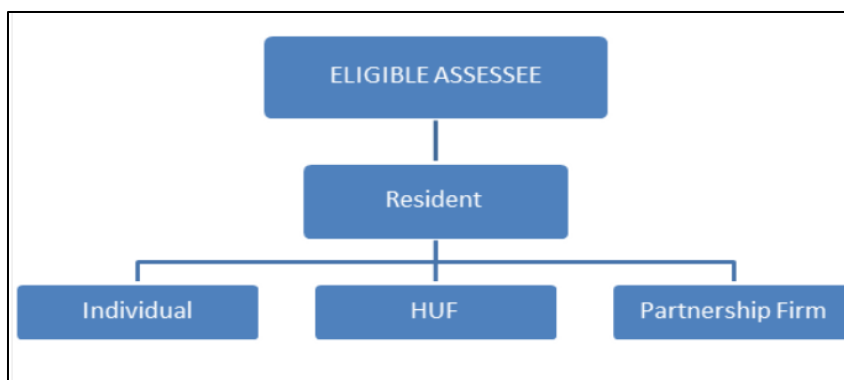 ELIGIBLE ASSESSEE
Resident
Individual
HUF
Partnership Firm